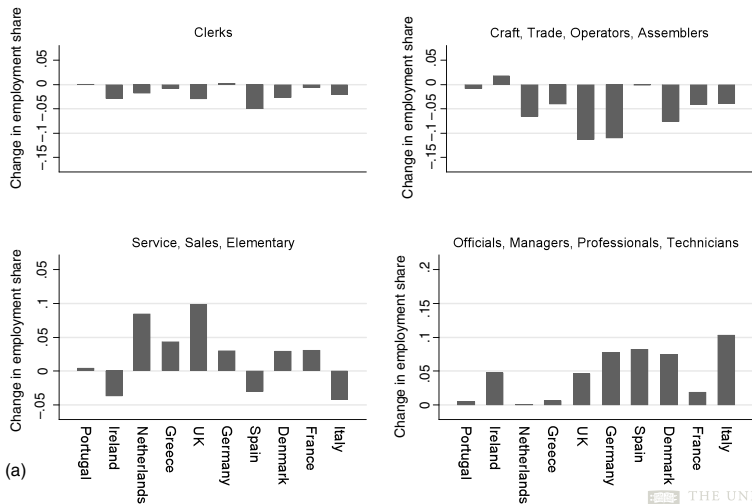 Clerks
Change in employment share
.05
0
-.05
-.1
-.15
Craft, Trade, Operators, Assemblers
Change in employment share
.05
0
-.05
-.1
-.15
Service, Sales, Elementary
Change in employment share
.05
.1
.05
0
-.05
Portugal
Ireland
Netherlands
Greece
UK
Germany
Spain
Denmark
France
Italy
Officials, Managers, Professionals, Technicians
Change in employment share
.2
.15
.1
.05
0
Portugal
Ireland
Netherlands
Greece
UK
Germany
Spain
Denmark
France
Italy
(a)
THE UN